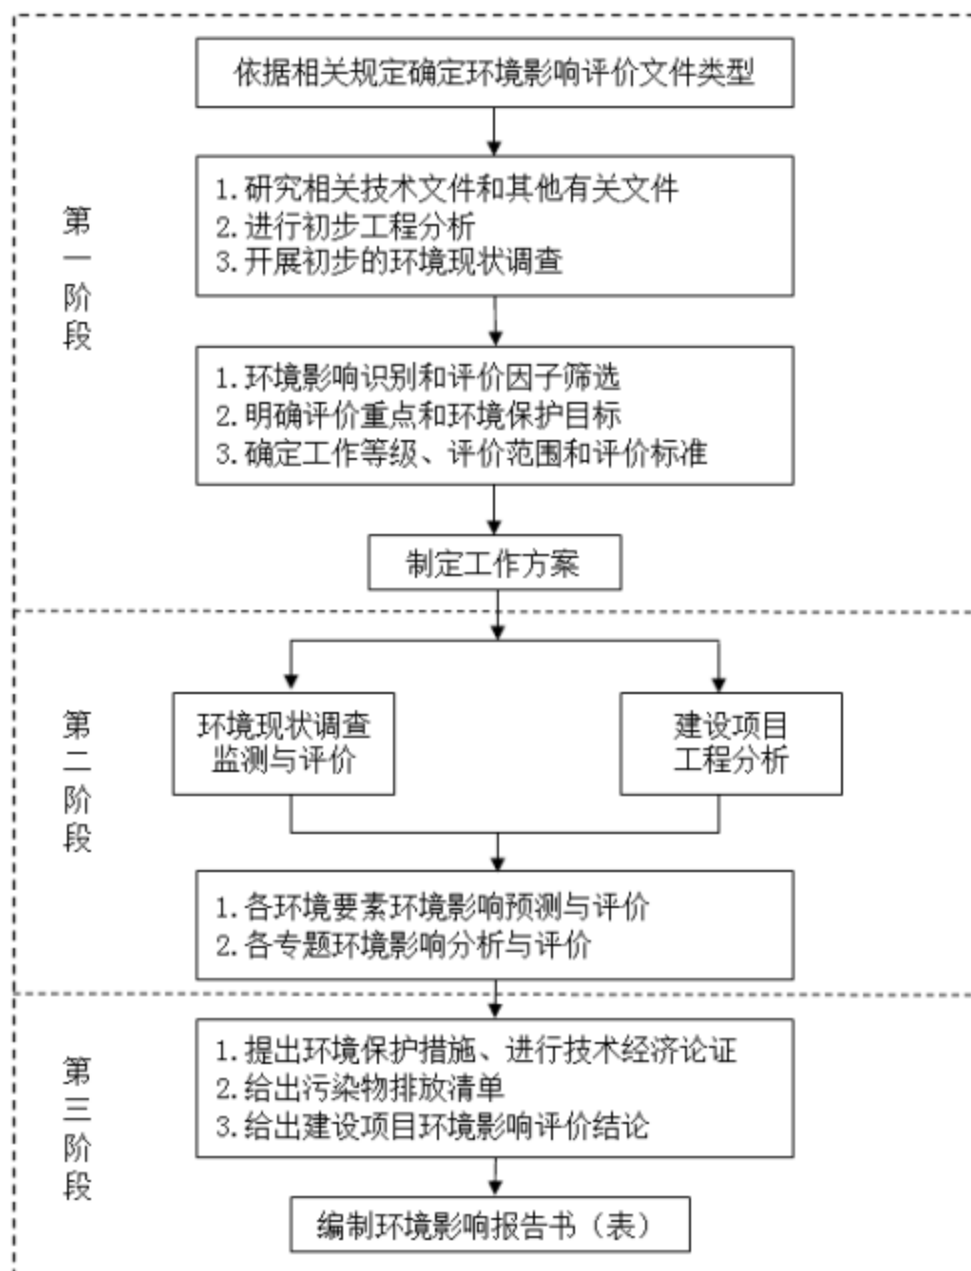 依据相关规定确定环境影响评价文件类型
第一阶段
1.研究相关技术文件和其他有关文件
2.进行初步工程分析
3.开展初步的环境现状调查
1.环境影响识别和评价因子筛选
2.明确评价重点和环境保护目标
3.确定工作等级、评价范围和评价标准
制定工作方案
第二阶段
环境现状调查
监测与评价
建设项目
工程分析
1.各环境要素环境影响预测与评价
2.各专题环境影响分析与评价
第三阶段
1.提出环境保护措施、进行技术经济论证
2.给出污染物排放清单
3.给出建设项目环境影响评价结论
编制环境影响报告书（表）